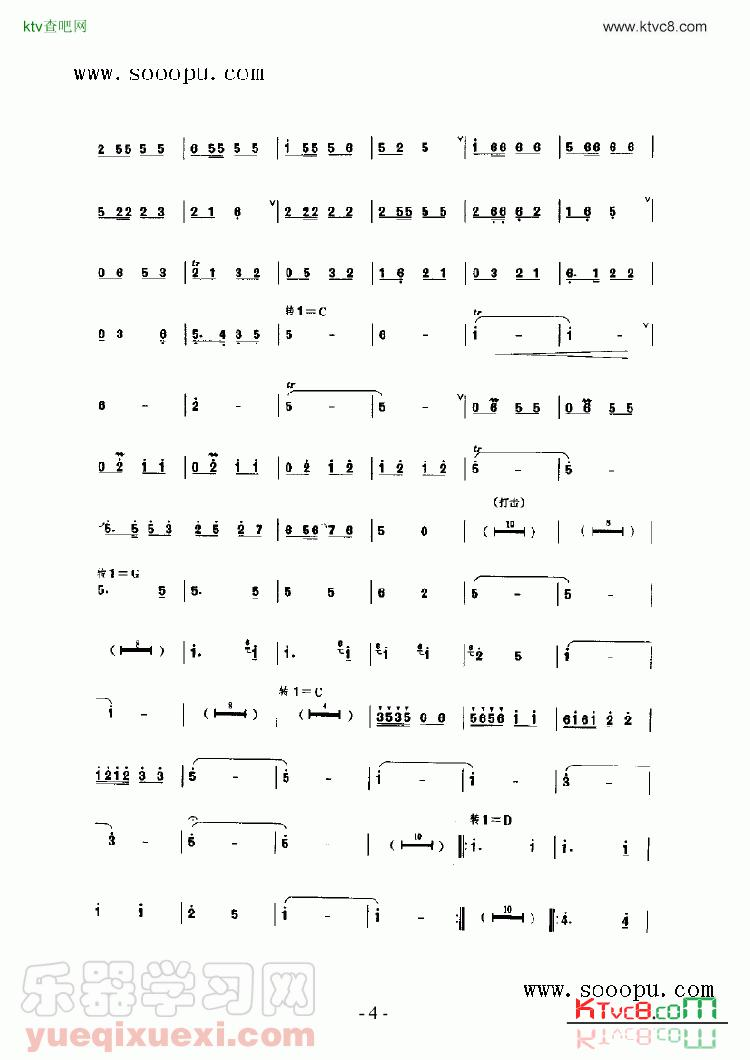 ktv查吧网
www.ktvc8.com
www.sooopu.com
2 55 5 5 | 6 55 5 5 | i 55 5 6 | 5 2 5 V | i 66 6 6 | 5 66 6 6 |
5 22 2 3 | 2 1 6 V | 2 22 2 2 | 2 55 5 5 | 2 66 6 2 | 1 6 5 V |
0 6 5 3 | tr 2 1 3 2 | 0 5 3 2 | 1 6 2 1 | 0 3 2 1 | 6· 1 2 2 |
转1=C
0 3 6 | 5· 4 3 5 | 5 - | 6 - | tr i - | i - V |
6 - | 2 - | tr 5 - | 5 - V | 0 6 5 5 | 0 6 5 5 |
0 2 i i | 0 2 i i | 0 2 i 2 | i 2 i 2 | tr 5 - | 5 - |
(打击)
5· 5 5 3 | 2 5 2 7 | 6 56 7 6 | 5 0 | ( 10 ) | ( 8 ) |
转1=G
5· 5 | 5· 5 | 5 5 5 | 6 2 | 5 - | 5 - |
( 8 ) | i· i | i· i | i i | 2 5 | i - |
转1=C
i - | ( 8 ) | ( 4 ) | 3535 0 6 | 5656 i i | 6i6i 2 2 |
i2i2 3 3 | 5 - | 5 - | i - | i - | 3 - |
转1=D
3 - | 5 - | 5 - | ( 10 ) ‖: i· i | i· i |
i i | 2 5 | i - | i - :‖ ( 10 ) ‖: 4· 4 |
乐器学习网
yueqixuexi.com
- 4 -
www.sooopu.com
KTvc8.com